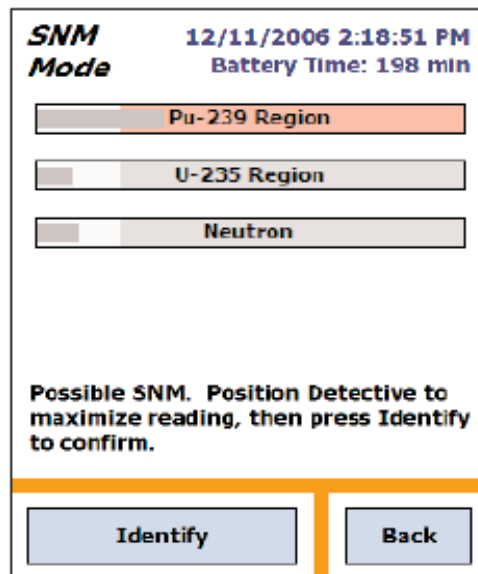 SNM 12/11/2006 2:18:51 PM
Mode Battery Time: 198 min
Pu-239 Region
U-235 Region
Neutron
Possible SNM. Position Detective to
maximize reading, then press Identify
to confirm.
Identify Back